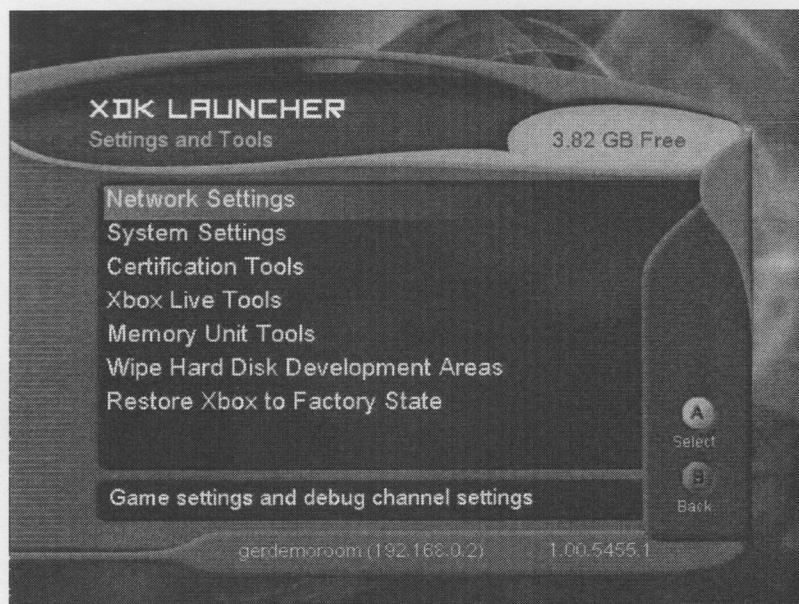 XDK LAUNCHER
Settings and Tools
3.82 GB Free
Network Settings
System Settings
Certification Tools
Xbox Live Tools
Memory Unit Tools
Wipe Hard Disk Development Areas
Restore Xbox to Factory State
A
Select
B
Back
Game settings and debug channel settings
gerdemoroom (192.168.0.2)
1.00.5455.1